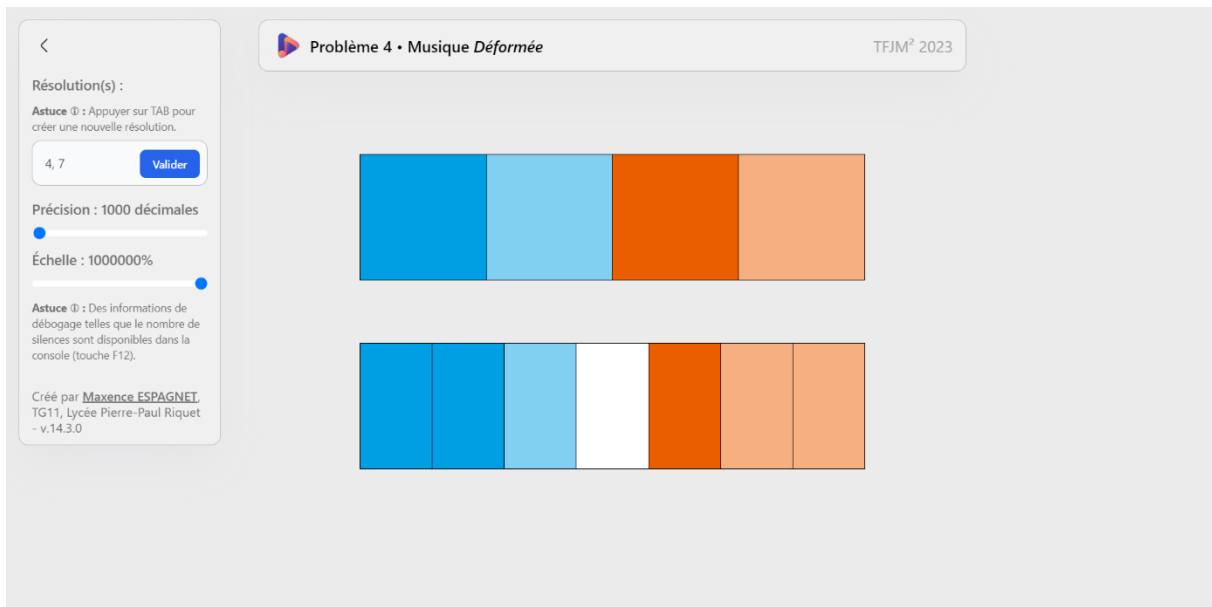 Problème 4 • Musique Déformée
TFJM² 2023
Résolution(s) :
Astuce ① : Appuyer sur TAB pour
créer une nouvelle résolution.
4, 7
Valider
Précision : 1000 décimales
Échelle : 1000000%
Astuce ① : Des informations de
débogage telles que le nombre de
silences sont disponibles dans la
console (touche F12).
Créé par Maxence ESPAGNET,
TG11, Lycée Pierre-Paul Riquet
- v.14.3.0